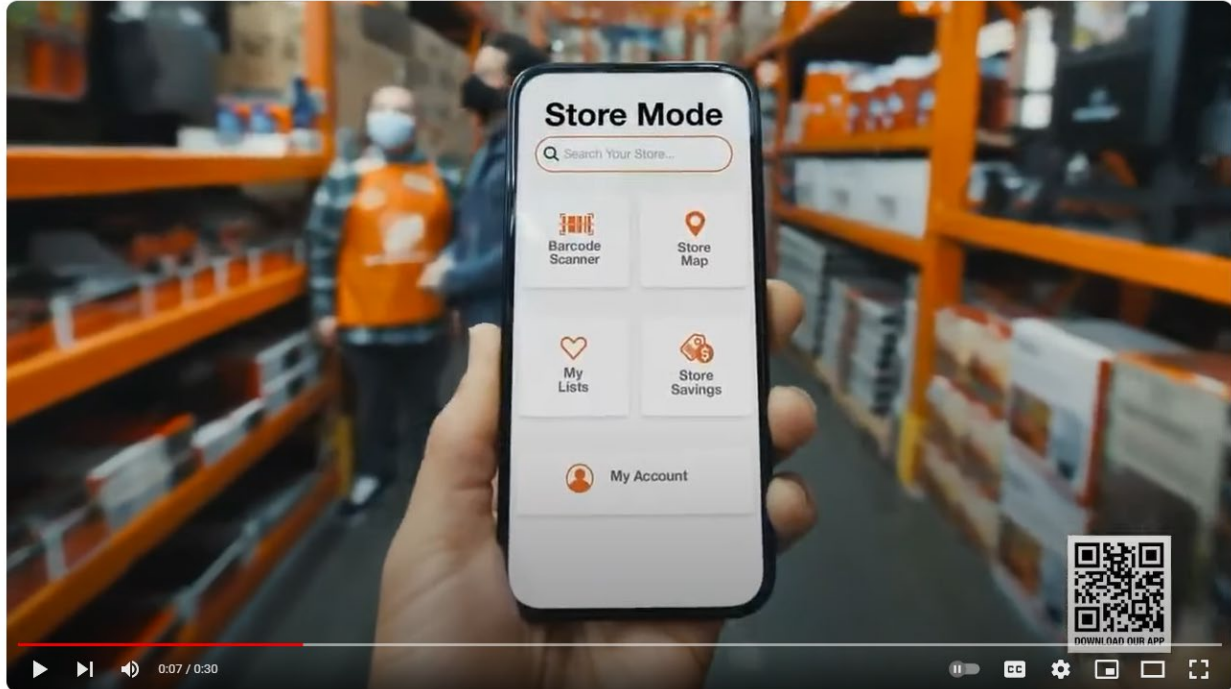 Store Mode
Search Your Store...
Barcode
Scanner
Store
Map
My
Lists
Store
Savings
My Account
DOWNLOAD OUR APP
0:07 / 0:30
CC